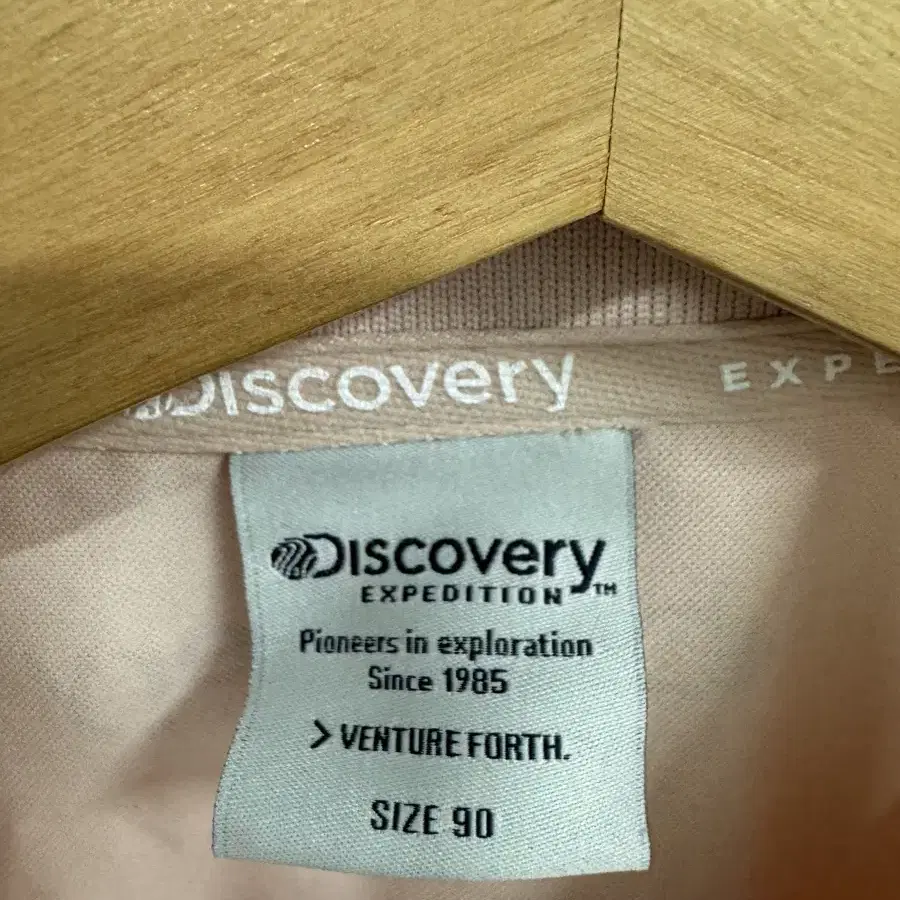 DISCOVERY EXPE
DISCOVERY
EXPEDITION™
Pioneers in exploration
Since 1985
> VENTURE FORTH.
SIZE 90